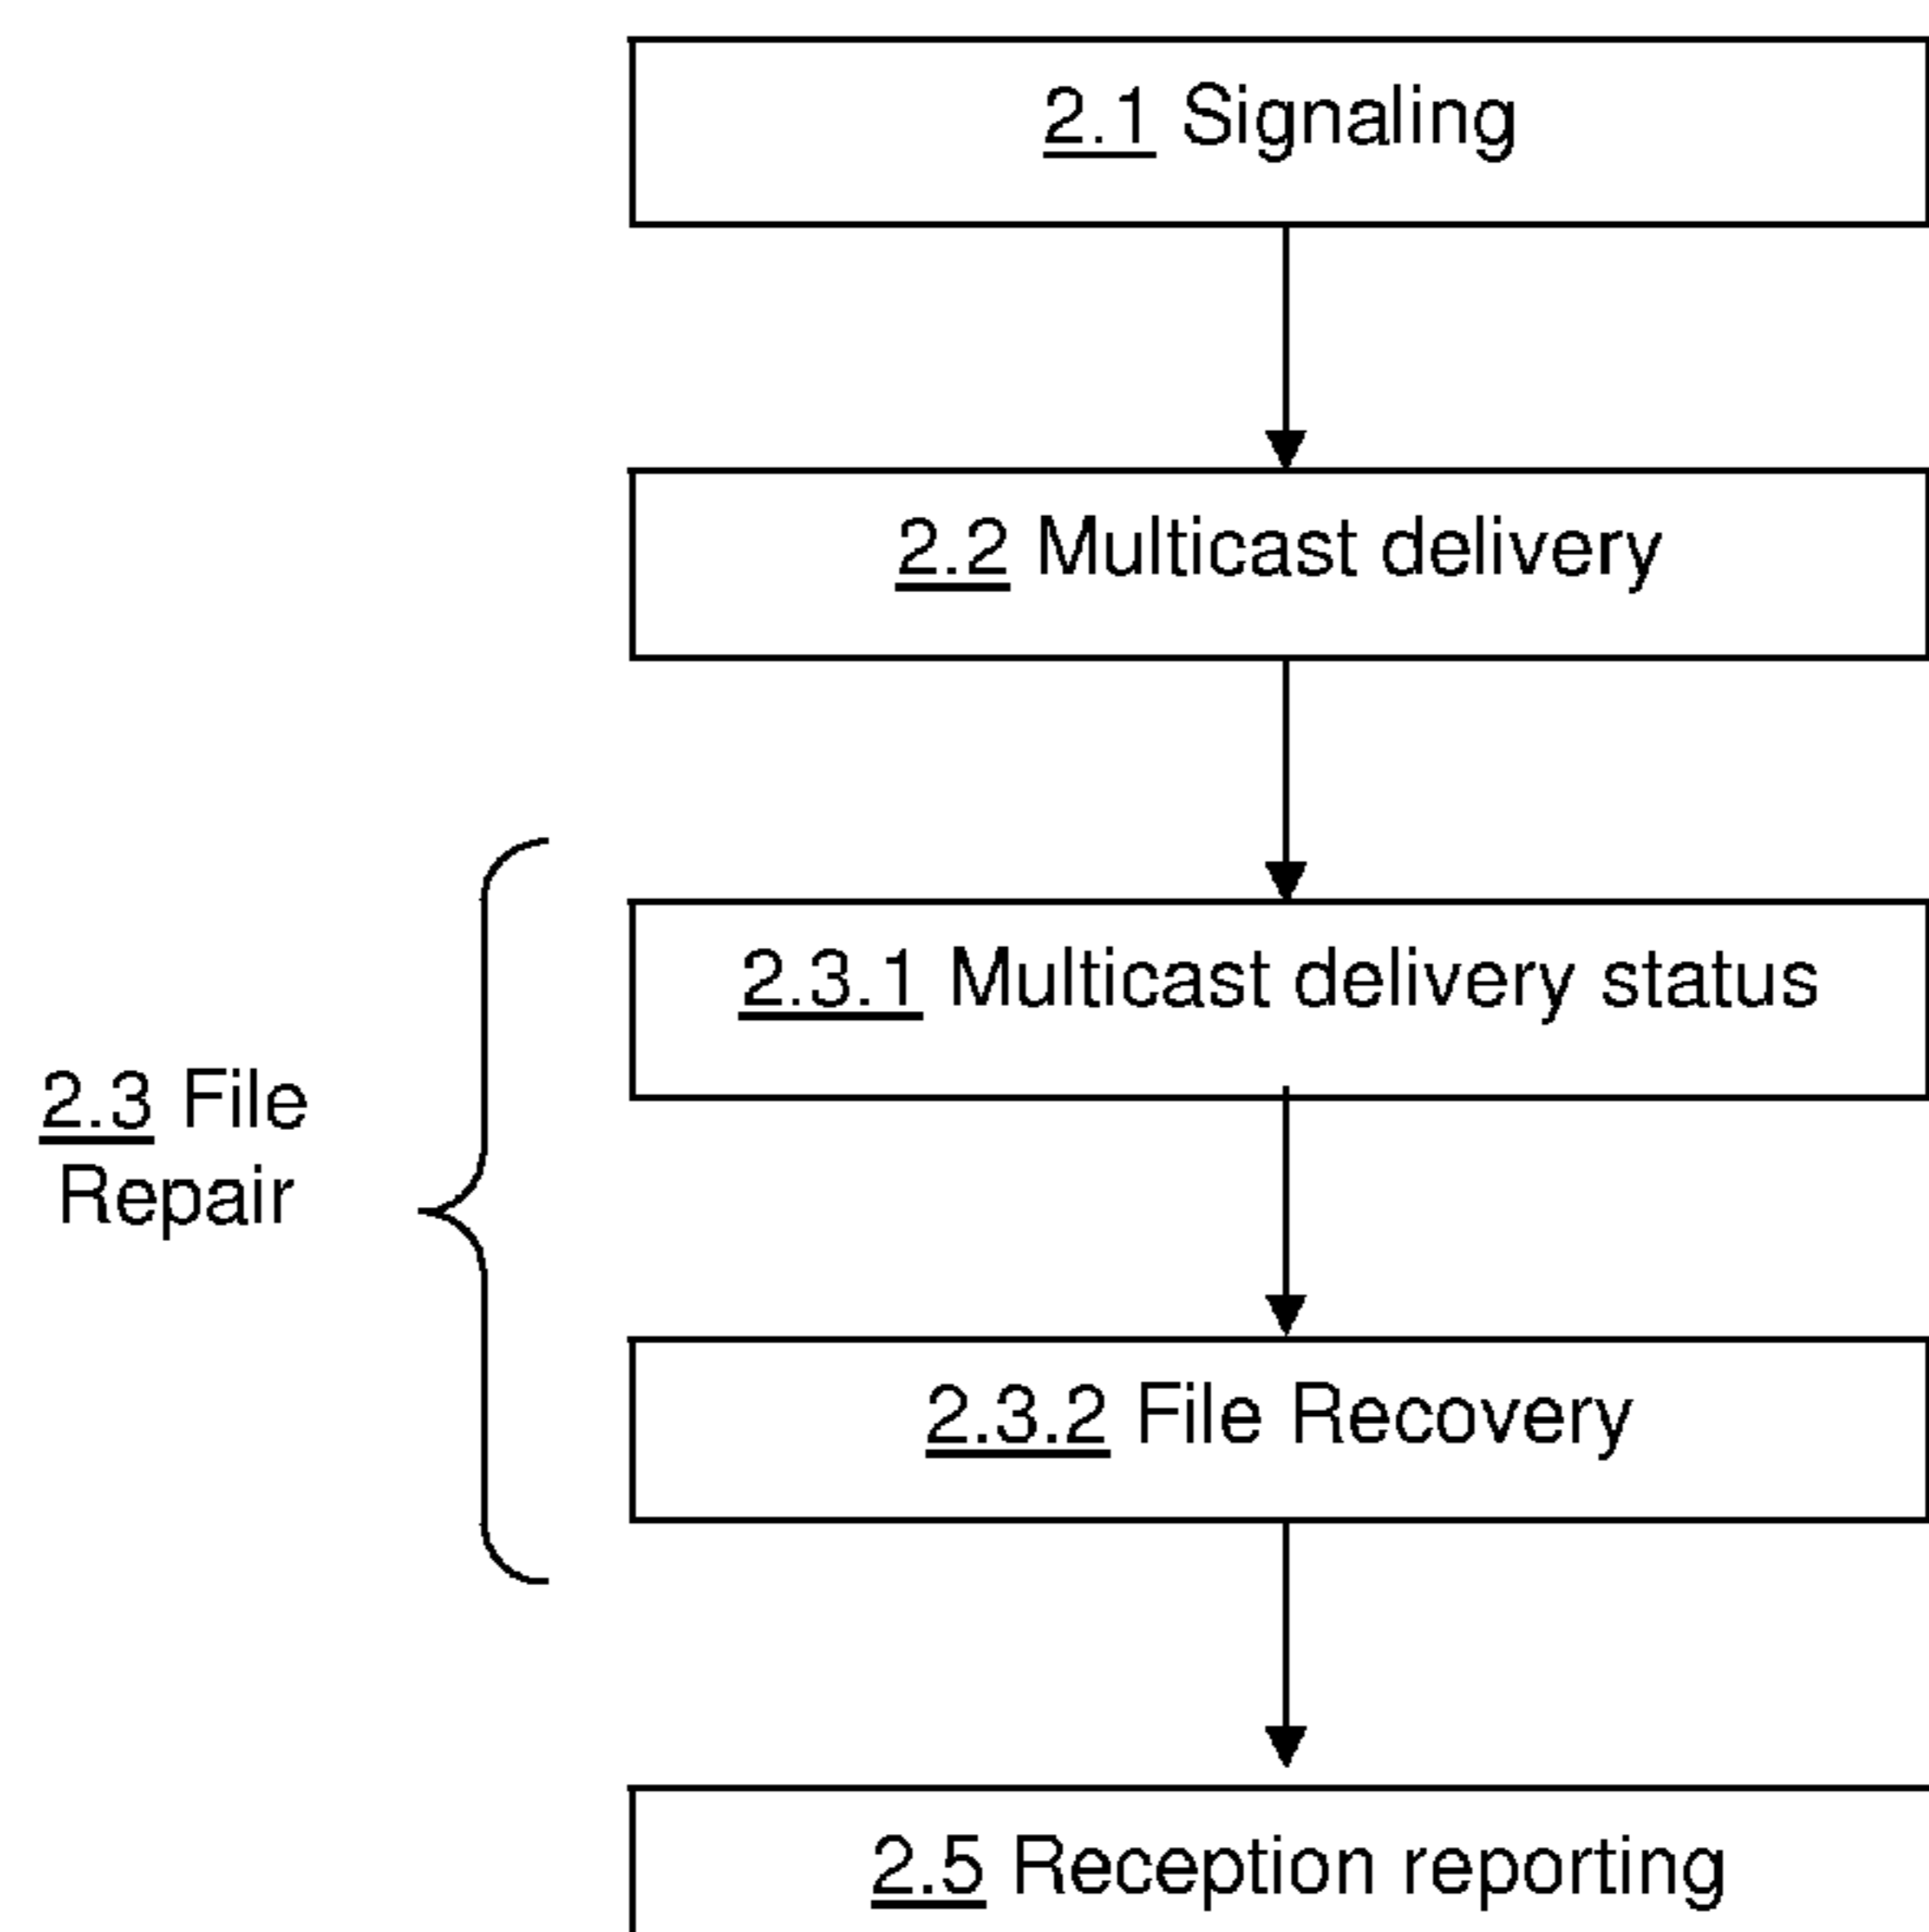 2.1 Signaling
2.2 Multicast delivery
2.3.1 Multicast delivery status
2.3 File
Repair
2.3.2 File Recovery
2.5 Reception reporting